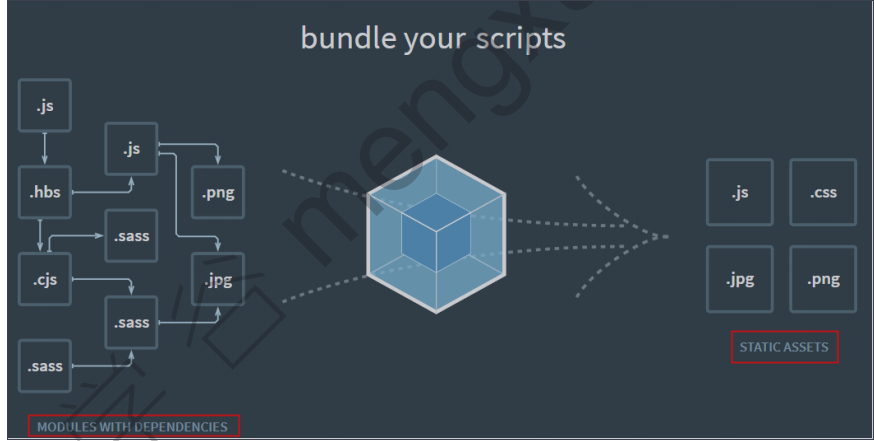 bundle your scripts
.js
.js
.hbs
.png
.sass
.cjs
.jpg
.sass
.sass
MODULES WITH DEPENDENCIES
.js
.css
.jpg
.png
STATIC ASSETS